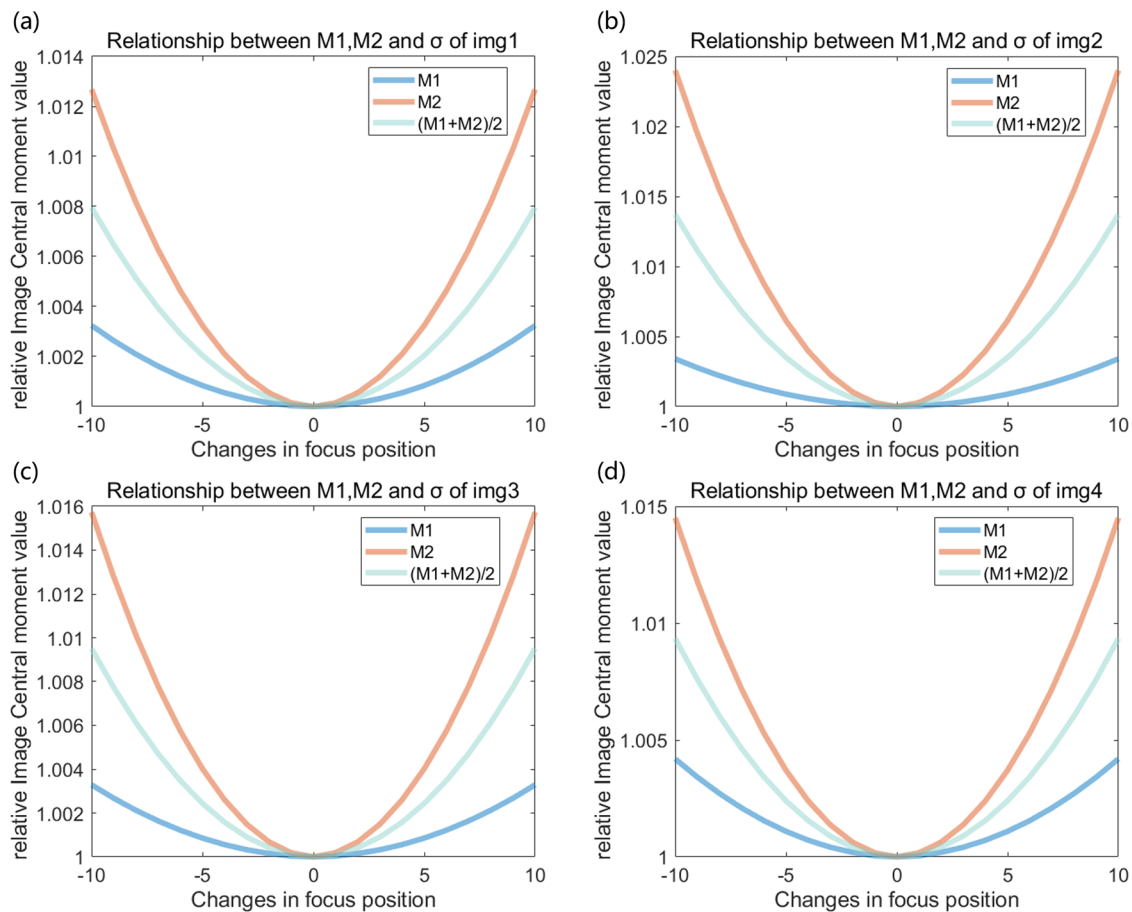 (a)
Relationship between M1,M2 and σ of img1
relative Image Central moment value
1.014
1.012
1.01
1.008
1.006
1.004
1.002
1
M1
M2
(M1+M2)/2
-10
-5
0
5
10
Changes in focus position
(b)
Relationship between M1,M2 and σ of img2
relative Image Central moment value
1.025
1.02
1.015
1.01
1.005
1
M1
M2
(M1+M2)/2
-10
-5
0
5
10
Changes in focus position
(c)
Relationship between M1,M2 and σ of img3
relative Image Central moment value
1.016
1.014
1.012
1.01
1.008
1.006
1.004
1.002
1
M1
M2
(M1+M2)/2
-10
-5
0
5
10
Changes in focus position
(d)
Relationship between M1,M2 and σ of img4
relative Image Central moment value
1.015
1.01
1.005
1
M1
M2
(M1+M2)/2
-10
-5
0
5
10
Changes in focus position